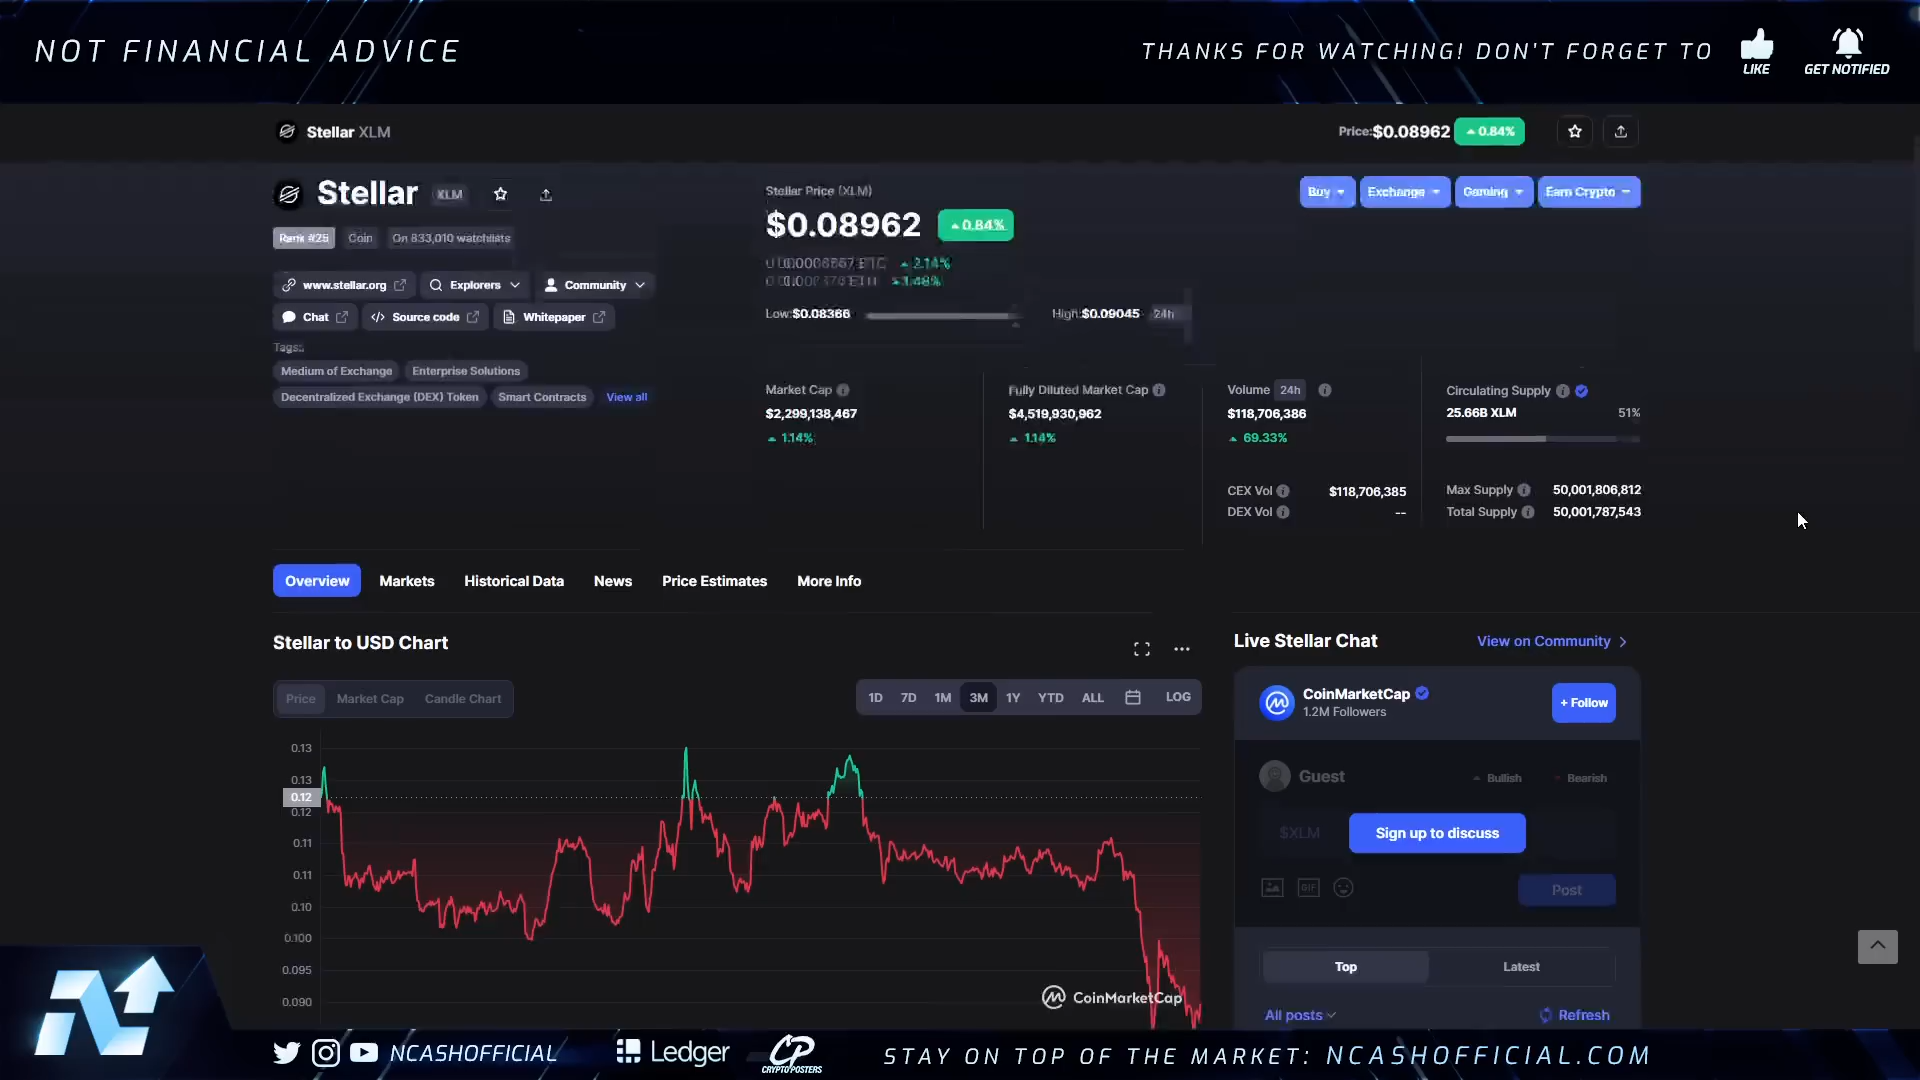 NOT FINANCIAL ADVICE
THANKS FOR WATCHING! DON'T FORGET TO
LIKE
GET NOTIFIED
Stellar XLM
Price:$0.08962 0.84%
Stellar XLM
Rank #25 Coin On 833,010 watchlists
www.stellar.org Explorers Community
Chat Source code Whitepaper
Tags:
Medium of Exchange Enterprise Solutions
Decentralized Exchange (DEX) Token Smart Contracts View all
Stellar Price (XLM)
$0.08962 0.84%
2.14%
1.48%
Low:$0.08366 High:$0.09045 24h
Buy Exchange Gaming Earn Crypto
Market Cap
$2,299,138,467
1.14%
Fully Diluted Market Cap
$4,519,930,962
1.14%
Volume 24h
$118,706,386
69.33%
CEX Vol $118,706,385
DEX Vol --
Circulating Supply
25.66B XLM 51%
Max Supply 50,001,806,812
Total Supply 50,001,787,543
Overview Markets Historical Data News Price Estimates More Info
Stellar to USD Chart
Price Market Cap Candle Chart
1D 7D 1M 3M 1Y YTD ALL LOG
0.13
0.13
0.12
0.12
0.11
0.11
0.10
0.100
0.095
0.090
CoinMarketCap
Live Stellar Chat View on Community
CoinMarketCap
1.2M Followers
+ Follow
Guest Bullish Bearish
$XLM
Sign up to discuss
GIF
Post
Top Latest
All posts Refresh
NCASHOFFICIAL
Ledger
CP
CRYPTO POSTERS
STAY ON TOP OF THE MARKET: NCASHOFFICIAL.COM